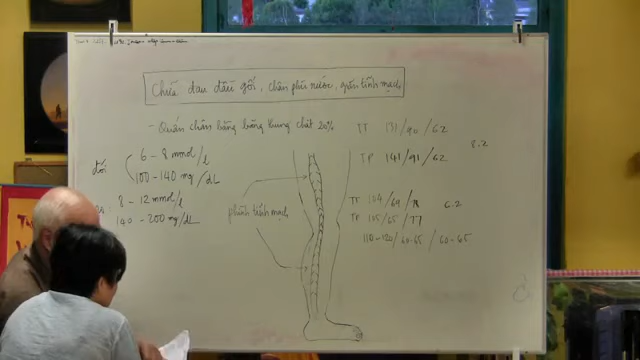 Chữa đau đầu gối, chân phù nước, giãn tĩnh mạch
- Quấn chân bằng băng thung chặt 20%
TT 131/90/62
TP 141/91/62
8.2
đói
6 - 8 mmol/l
100 - 140 mg/dL
8 - 12 mmol/l
140 - 200 mg/dL
phình tĩnh mạch
TT 104/69/78
TP 105/65/77
6.2
110-120/60-65/60-65